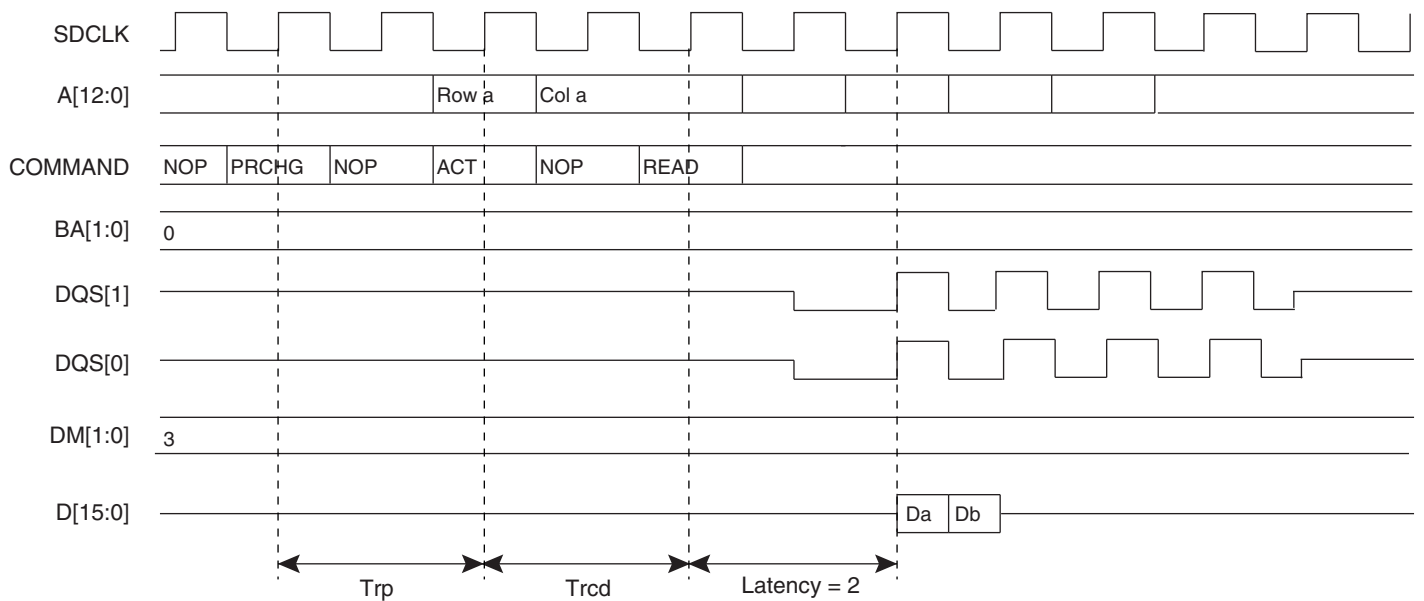 SDCLK
A[12:0] Row a Col a
COMMAND NOP PRCHG NOP ACT NOP READ
BA[1:0] 0
DQS[1]
DQS[0]
DM[1:0] 3
D[15:0] Da Db
Trp Trcd Latency = 2